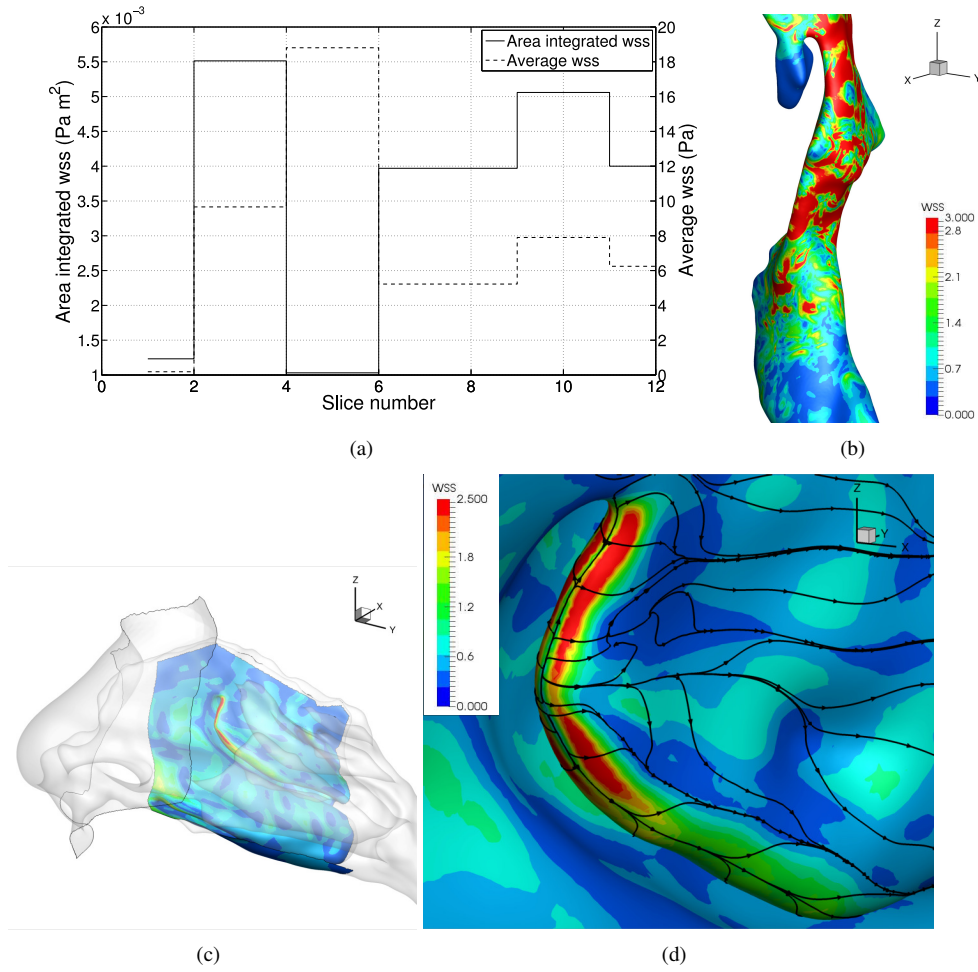 x 10⁻³
6
5.5
5
4.5
4
3.5
3
2.5
2
1.5
1
Area integrated wss (Pa m²)
0 2 4 6 8 10 12
Slice number
20
18
16
14
12
10
8
6
4
2
0
Average wss (Pa)
Area integrated wss
Average wss
(a)
Z
X
Y
WSS
3.000
2.8
2.1
1.4
0.7
0.000
(b)
Z
X
Y
(c)
WSS
2.500
1.8
1.2
0.6
0.000
Z
Y
X
(d)